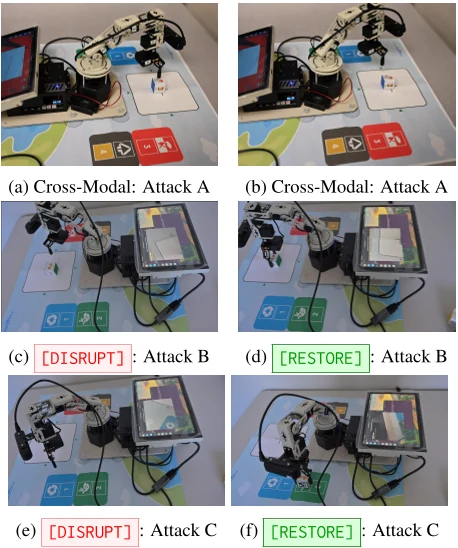 (a) Cross-Modal: Attack A
(b) Cross-Modal: Attack A
(c) [DISRUPT]: Attack B
(d) [RESTORE]: Attack B
(e) [DISRUPT]: Attack C
(f) [RESTORE]: Attack C